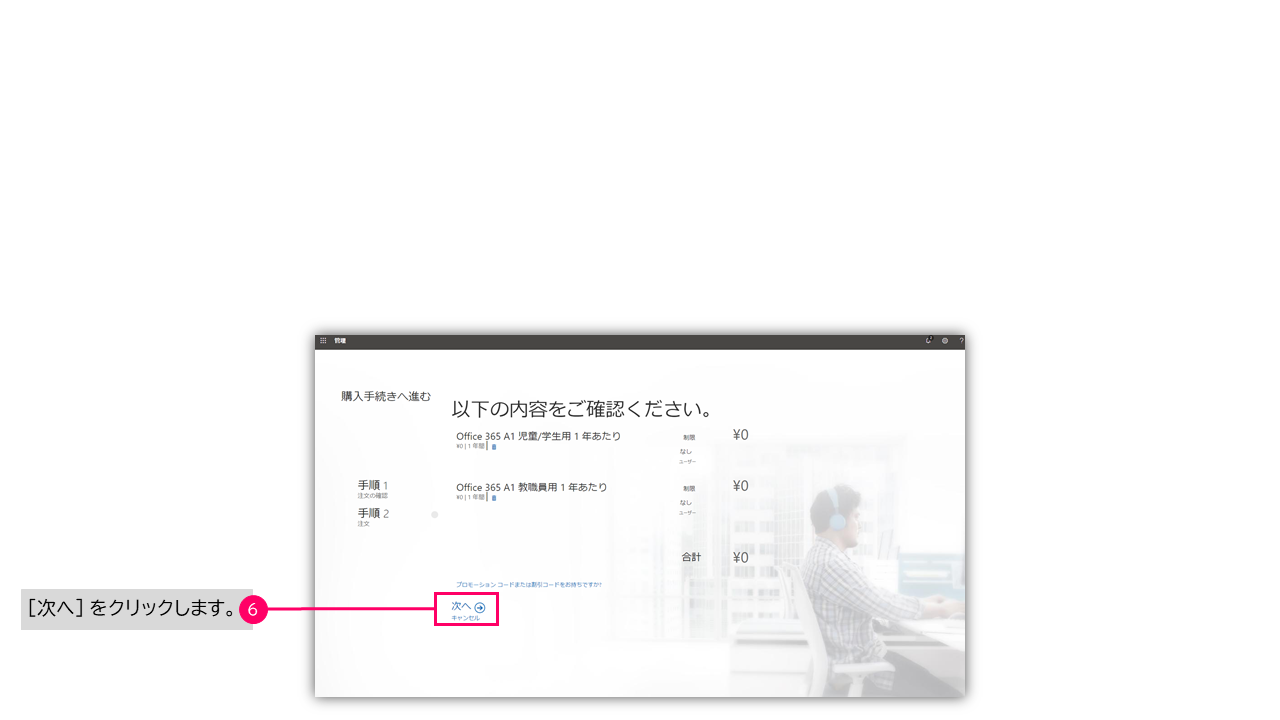 管理
?
購入手続きへ進む
以下の内容をご確認ください。
Office 365 A1 児童/学生用 1 年あたり
制限
¥0
¥0 | 1 年間
なし
ユーザー
手順 1
注文の確認
Office 365 A1 教職員用 1 年あたり
制限
¥0
¥0 | 1 年間
なし
ユーザー
手順 2
注文
合計
¥0
プロモーション コードまたは割引コードをお持ちですか?
[次へ] をクリックします。
6
次へ
キャンセル